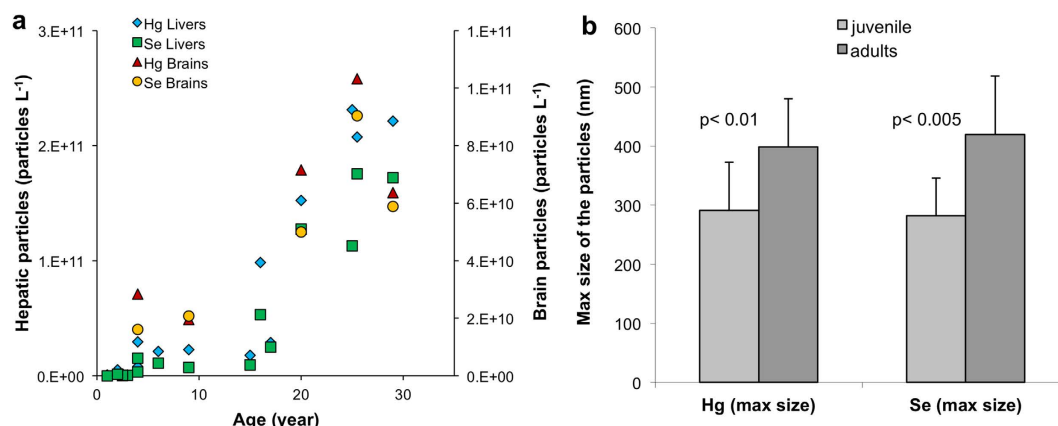 a
Hg Livers
Se Livers
Hg Brains
Se Brains
Hepatic particles (particles L-1)
3.E+11
2.E+11
1.E+11
0.E+00
0
10
20
30
Age (year)
1.E+11
1.E+11
8.E+10
6.E+10
4.E+10
2.E+10
0.E+00
Brain particles (particles L-1)
b
juvenile
adults
Max size of the particles (nm)
600
500
400
300
200
100
0
p< 0.01
p< 0.005
Hg (max size)
Se (max size)